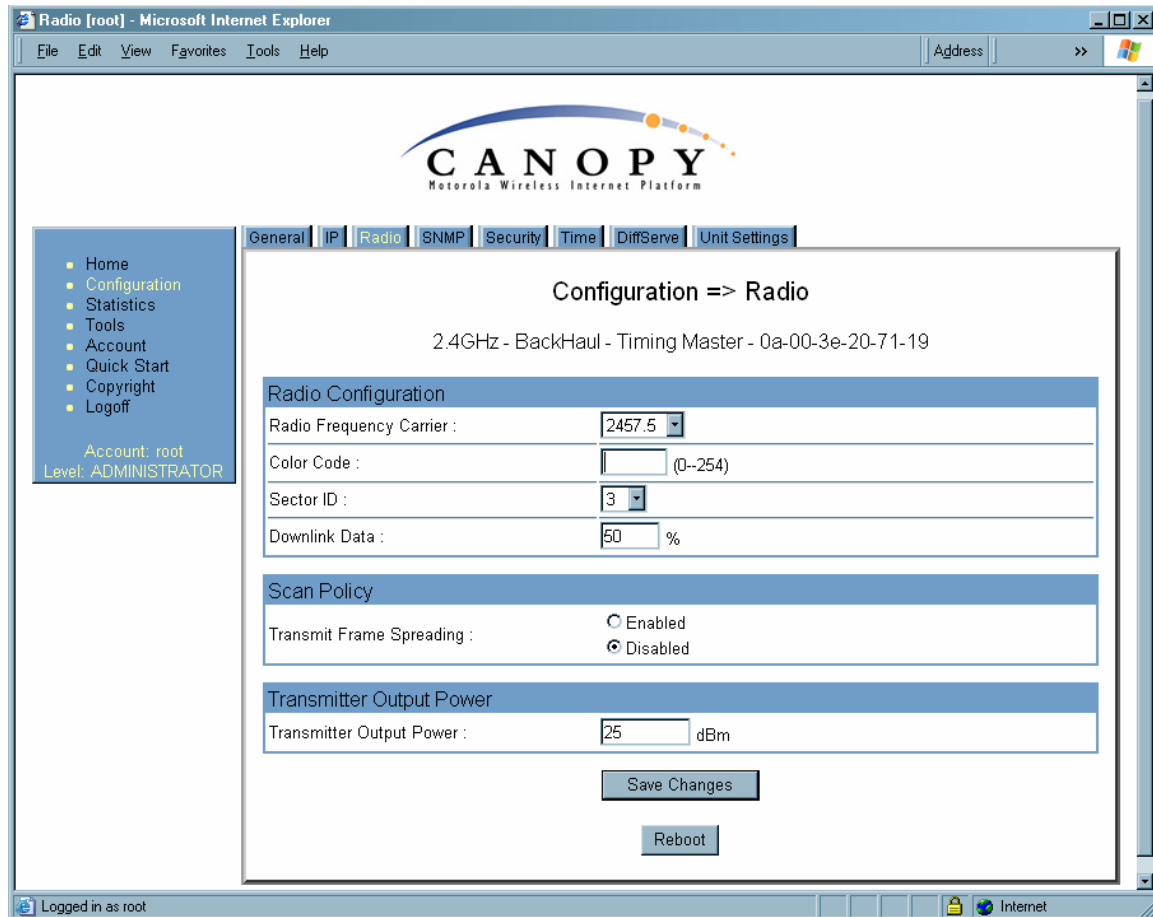 Radio [root] - Microsoft Internet Explorer
File Edit View Favorites Tools Help Address »
CANOPY
Motorola Wireless Internet Platform
General IP Radio SNMP Security Time DiffServe Unit Settings
Home
Configuration
Statistics
Tools
Account
Quick Start
Copyright
Logoff
Account: root
Level: ADMINISTRATOR
Configuration => Radio
2.4GHz - BackHaul - Timing Master - 0a-00-3e-20-71-19
Radio Configuration
Radio Frequency Carrier : 2457.5
Color Code : (0--254)
Sector ID : 3
Downlink Data : 50 %
Scan Policy
Transmit Frame Spreading : Enabled
Disabled
Transmitter Output Power
Transmitter Output Power : 25 dBm
Save Changes
Reboot
Logged in as root Internet